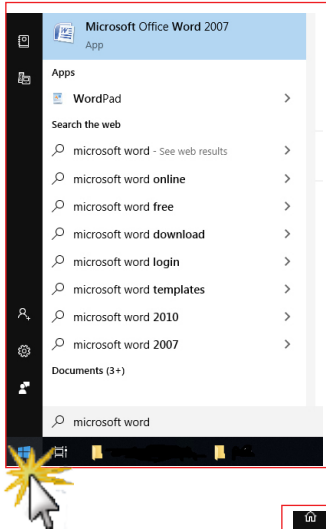 Microsoft Office Word 2007
App
Apps
WordPad
Search the web
microsoft word - See web results
microsoft word online
microsoft word free
microsoft word download
microsoft word login
microsoft word templates
microsoft word 2010
microsoft word 2007
Documents (3+)
microsoft word